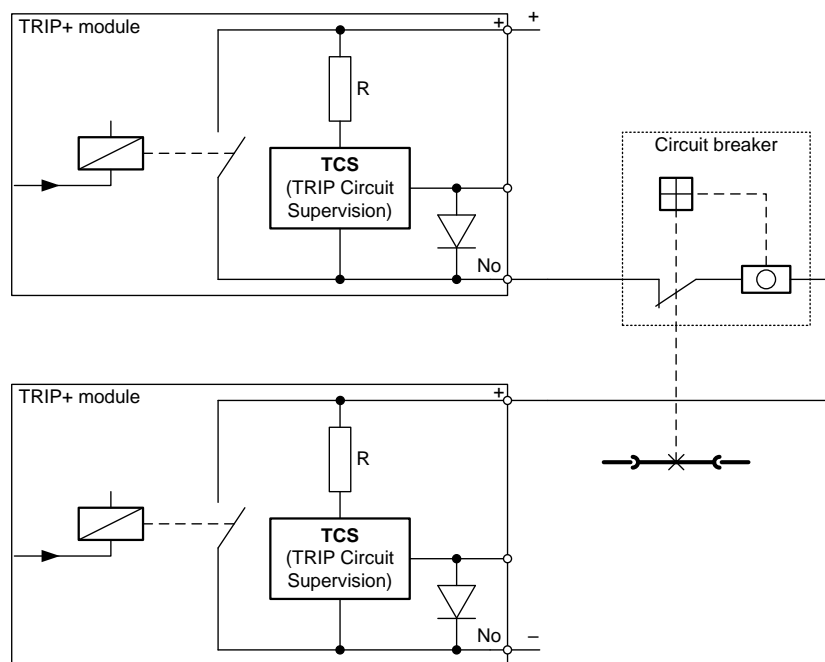 TRIP+ module
+
+
R
TCS
(TRIP Circuit
Supervision)
No
Circuit breaker
TRIP+ module
+
R
TCS
(TRIP Circuit
Supervision)
No
–